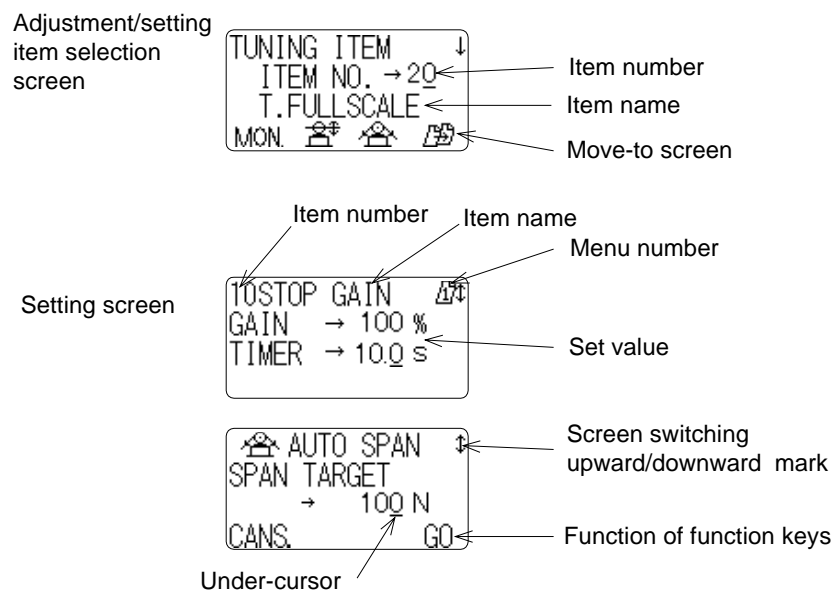 Adjustment/setting
item selection
screen
TUNING ITEM ↓
ITEM NO. →20
T.FULLSCALE
MON.
Item number
Item name
Move-to screen
Item number
Item name
Menu number
Setting screen
10STOP GAIN 1↕
GAIN → 100 %
TIMER → 10.0 s
Set value
AUTO SPAN ↕
SPAN TARGET
→ 100 N
CANS. GO
Screen switching
upward/downward mark
Function of function keys
Under-cursor